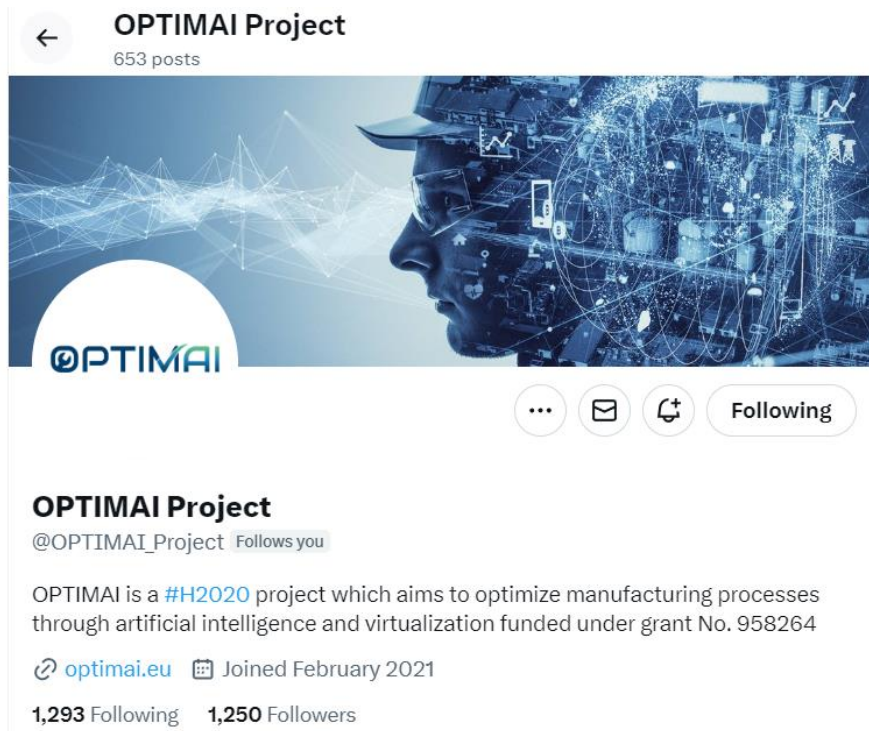 OPTIMAI Project
653 posts
OPTIMAI
Following
OPTIMAI Project
@OPTIMAI_Project Follows you
OPTIMAI is a #H2020 project which aims to optimize manufacturing processes
through artificial intelligence and virtualization funded under grant No. 958264
optimai.eu Joined February 2021
1,293 Following 1,250 Followers